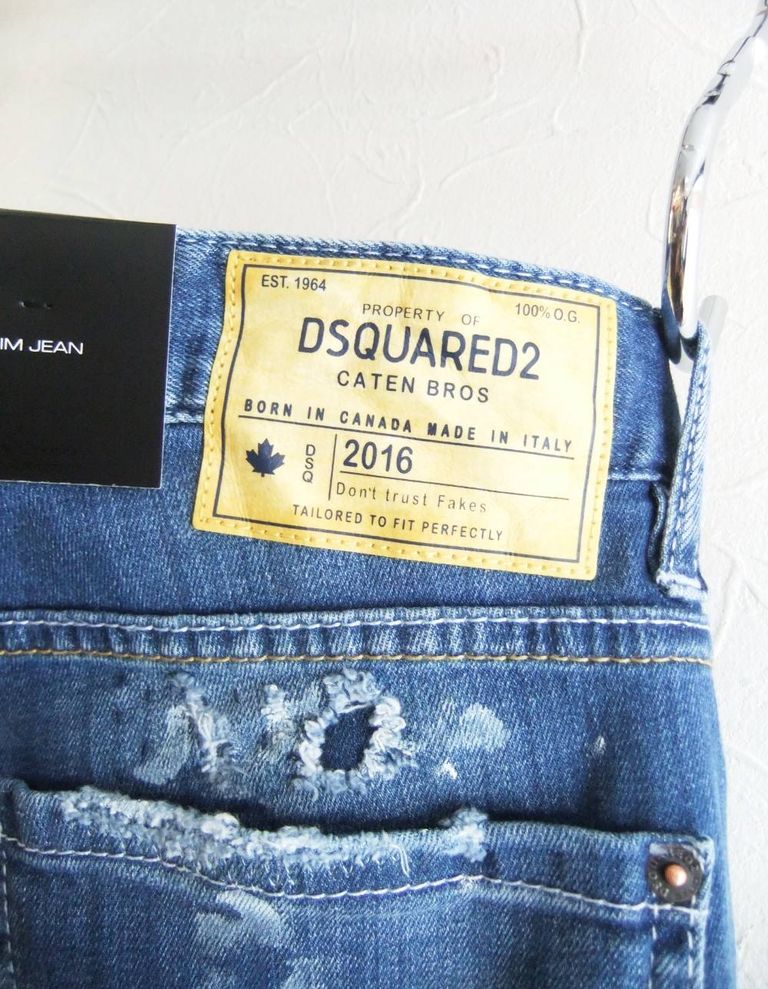 IM JEAN
EST. 1964
100% O.G.
PROPERTY OF
DSQUARED2
CATEN BROS
BORN IN CANADA MADE IN ITALY
DSQ
2016
Don't trust Fakes
TAILORED TO FIT PERFECTLY